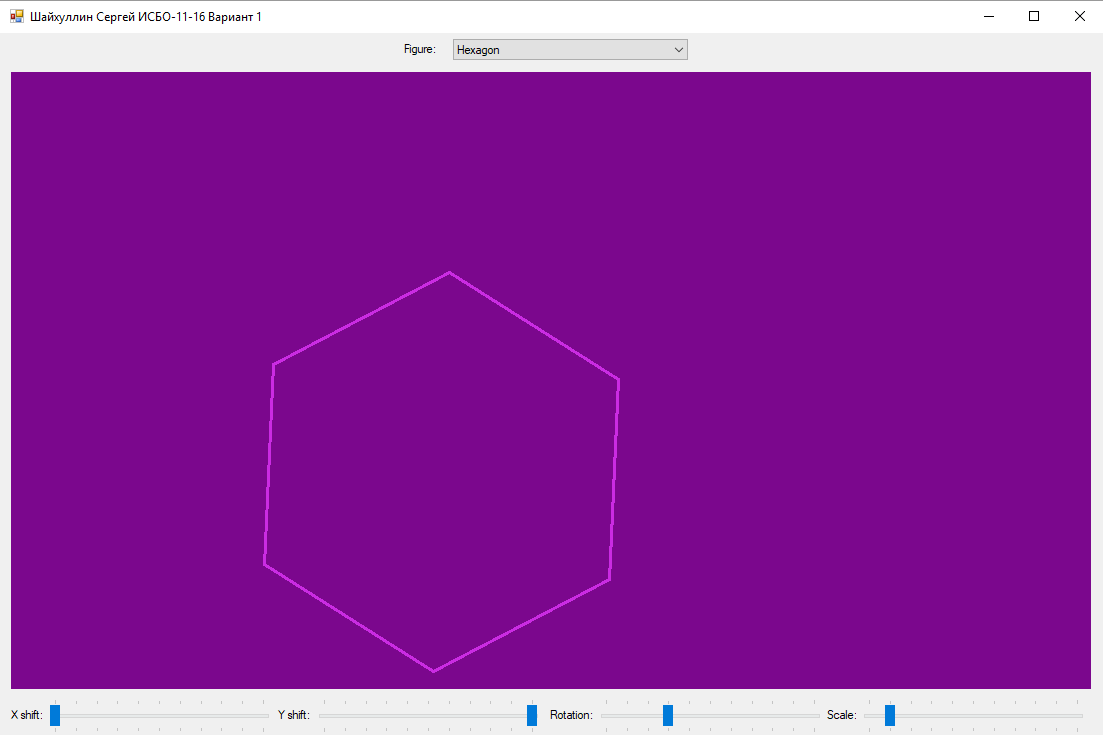 Шайхуллин Сергей ИСБО-11-16 Вариант 1
Figure: Hexagon
X shift: Y shift: Rotation: Scale: